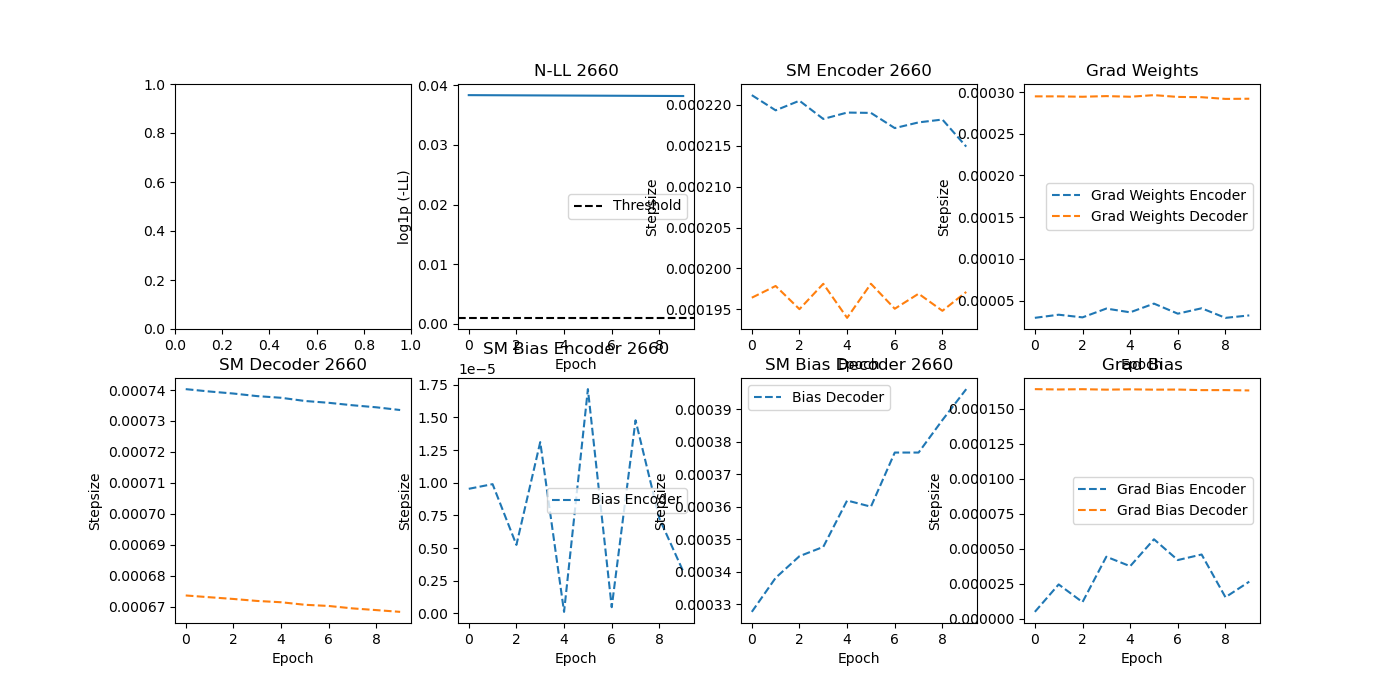 N-LL 2660
SM Encoder 2660
Grad Weights
1.0
0.8
0.6
0.4
0.2
0.0
0.0 0.2 0.4 0.6 0.8 1.0
log1p (-LL)
0.04
0.03
0.02
0.01
0.00
Threshold
0 2 4 6 8
Epoch
Stepsize
0.000220
0.000215
0.000210
0.000205
0.000200
0.000195
0 2 4 6 8
Epoch
Stepsize
0.00030
0.00025
0.00020
0.00015
0.00010
0.00005
Grad Weights Encoder
Grad Weights Decoder
0 2 4 6 8
Epoch
SM Decoder 2660
SM Bias Encoder 2660
SM Bias Decoder 2660
Grad Bias
Stepsize
0.00074
0.00073
0.00072
0.00071
0.00070
0.00069
0.00068
0.00067
0 2 4 6 8
Epoch
Stepsize
1e−5
1.75
1.50
1.25
1.00
0.75
0.50
0.25
0.00
Bias Encoder
0 2 4 6 8
Epoch
Stepsize
0.00039
0.00038
0.00037
0.00036
0.00035
0.00034
0.00033
Bias Decoder
0 2 4 6 8
Epoch
Stepsize
0.000150
0.000125
0.000100
0.000075
0.000050
0.000025
0.000000
Grad Bias Encoder
Grad Bias Decoder
0 2 4 6 8
Epoch